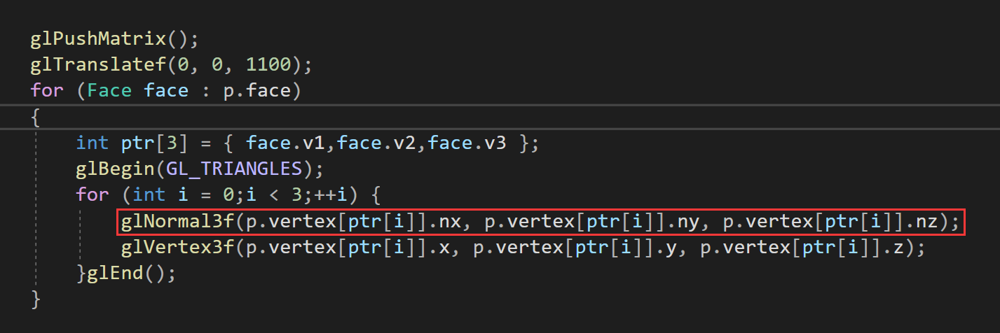 glPushMatrix();
glTranslatef(0, 0, 1100);
for (Face face : p.face)
{
int ptr[3] = { face.v1,face.v2,face.v3 };
glBegin(GL_TRIANGLES);
for (int i = 0;i < 3;++i) {
glNormal3f(p.vertex[ptr[i]].nx, p.vertex[ptr[i]].ny, p.vertex[ptr[i]].nz);
glVertex3f(p.vertex[ptr[i]].x, p.vertex[ptr[i]].y, p.vertex[ptr[i]].z);
}glEnd();
}